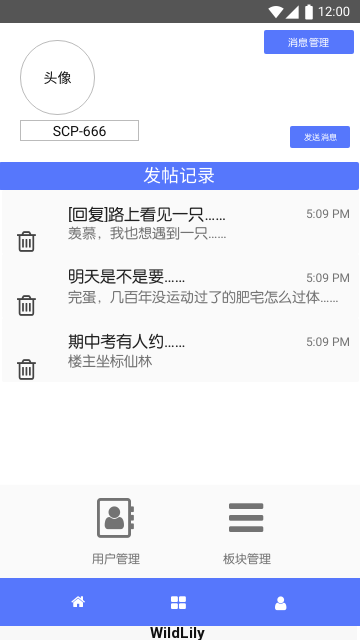 12:00
消息管理
头像
SCP-666
发送消息
发帖记录
[回复]路上看见一只……
5:09 PM
羡慕，我也想遇到一只……
明天是不是要……
5:09 PM
完蛋，几百年没运动过了的肥宅怎么过体……
期中考有人约……
5:09 PM
楼主坐标仙林
用户管理
板块管理
WildLily